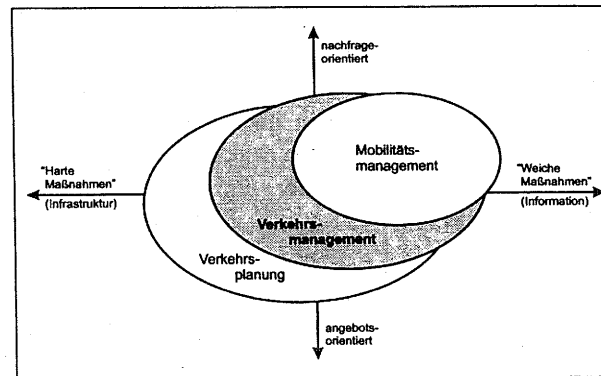 nachfrage-
orientiert
Mobilitäts-
management
"Harte
Maßnahmen"
(Infrastruktur)
"Weiche
Maßnahmen"
(Information)
Verkehrs-
management
Verkehrs-
planung
angebots-
orientiert